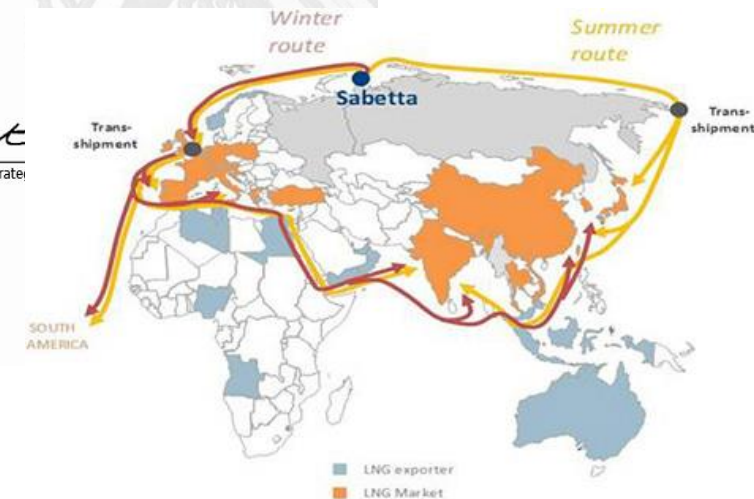 Winter
route
Summer
route
Sabetta
Trans-
shipment
Trans-
shipment
SOUTH
AMERICA
LNG exporter
LNG Market